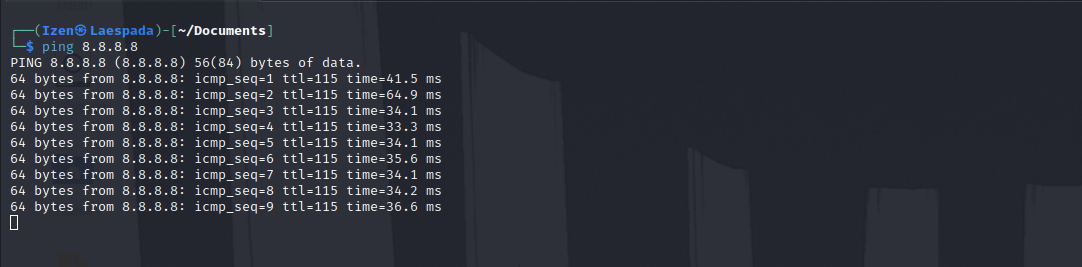 ┌──(Izen㉿Laespada)-[~/Documents]
└─$ ping 8.8.8.8
PING 8.8.8.8 (8.8.8.8) 56(84) bytes of data.
64 bytes from 8.8.8.8: icmp_seq=1 ttl=115 time=41.5 ms
64 bytes from 8.8.8.8: icmp_seq=2 ttl=115 time=64.9 ms
64 bytes from 8.8.8.8: icmp_seq=3 ttl=115 time=34.1 ms
64 bytes from 8.8.8.8: icmp_seq=4 ttl=115 time=33.3 ms
64 bytes from 8.8.8.8: icmp_seq=5 ttl=115 time=34.1 ms
64 bytes from 8.8.8.8: icmp_seq=6 ttl=115 time=35.6 ms
64 bytes from 8.8.8.8: icmp_seq=7 ttl=115 time=34.1 ms
64 bytes from 8.8.8.8: icmp_seq=8 ttl=115 time=34.2 ms
64 bytes from 8.8.8.8: icmp_seq=9 ttl=115 time=36.6 ms